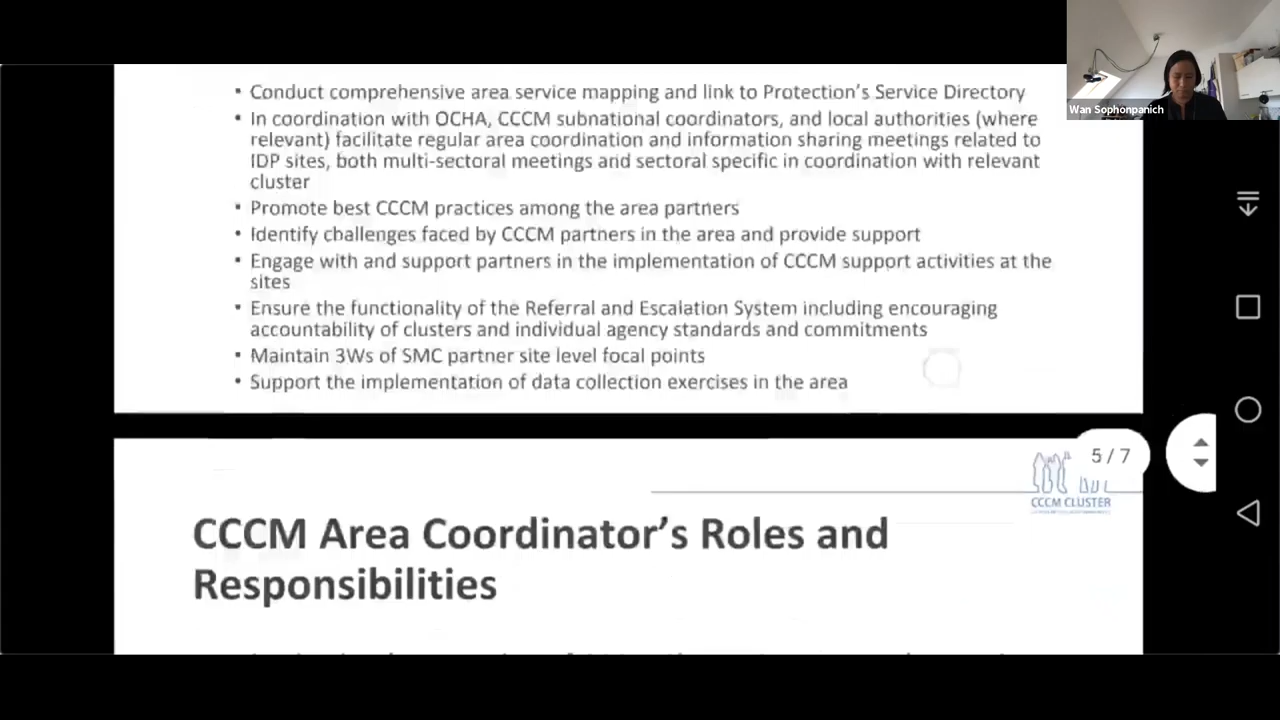 Wan Sophonpanich
• Conduct comprehensive area service mapping and link to Protection's Service Directory
• In coordination with OCHA, CCCM subnational coordinators, and local authorities (where
relevant) facilitate regular area coordination and information sharing meetings related to
IDP sites, both multi-sectoral meetings and sectoral specific in coordination with relevant
cluster
• Promote best CCCM practices among the area partners
• Identify challenges faced by CCCM partners in the area and provide support
• Engage with and support partners in the implementation of CCCM support activities at the
sites
• Ensure the functionality of the Referral and Escalation System including encouraging
accountability of clusters and individual agency standards and commitments
• Maintain 3Ws of SMC partner site level focal points
• Support the implementation of data collection exercises in the area
5 / 7
CCCM CLUSTER
CCCM Area Coordinator's Roles and
Responsibilities